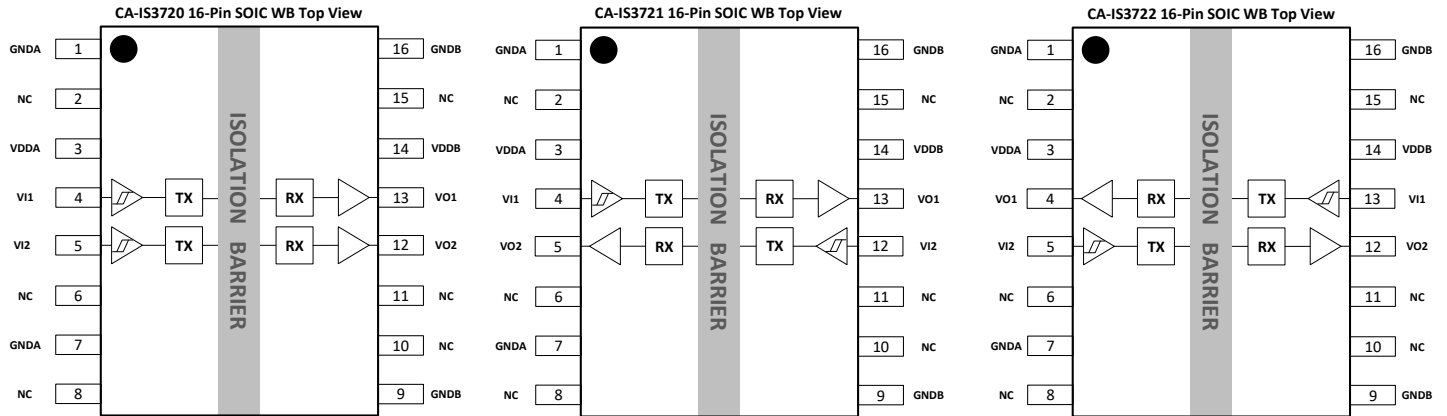 CA-IS3720 16-Pin SOIC WB Top View
GNDA 1 16 GNDB
NC 2 15 NC
VDDA 3 14 VDDB
VI1 4 TX RX 13 VO1
VI2 5 TX RX 12 VO2
NC 6 11 NC
GNDA 7 10 NC
NC 8 9 GNDB
ISOLATION BARRIER
CA-IS3721 16-Pin SOIC WB Top View
GNDA 1 16 GNDB
NC 2 15 NC
VDDA 3 14 VDDB
VI1 4 TX RX 13 VO1
VO2 5 RX TX 12 VI2
NC 6 11 NC
GNDA 7 10 NC
NC 8 9 GNDB
ISOLATION BARRIER
CA-IS3722 16-Pin SOIC WB Top View
GNDA 1 16 GNDB
NC 2 15 NC
VDDA 3 14 VDDB
VO1 4 RX TX 13 VI1
VI2 5 TX RX 12 VO2
NC 6 11 NC
GNDA 7 10 NC
NC 8 9 GNDB
ISOLATION BARRIER